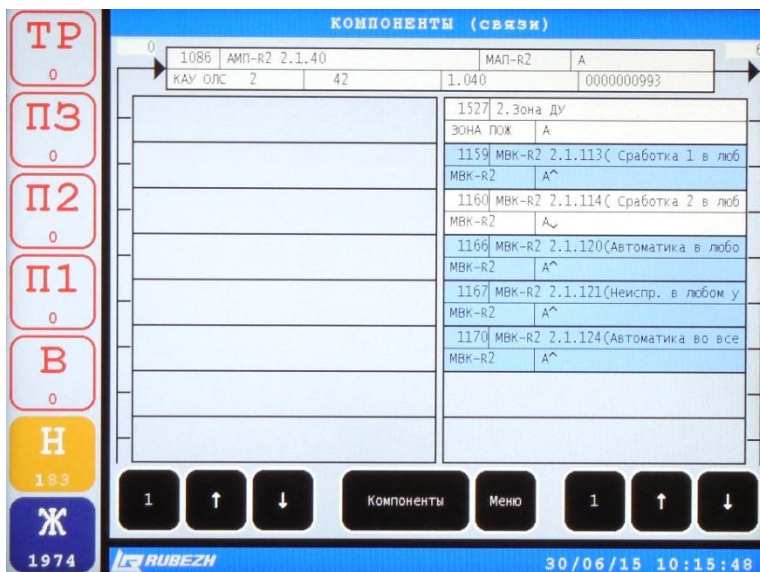 КОМПОНЕНТЫ (связи)
ТР
0
ПЗ
0
П2
0
П1
0
В
0
Н
183
Ж
1974
0
6
1086 АМП-R2 2.1.40 МАП-R2 А
КАУ ОЛС 2 42 1.040 0000000993
1527 2.Зона ДУ
ЗОНА ПОЖ А
1159 МВК-R2 2.1.113( Сработка 1 в люб
МВК-R2 А^
1160 МВК-R2 2.1.114( Сработка 2 в люб
МВК-R2 А⌄
1166 МВК-R2 2.1.120(Автоматика в любо
МВК-R2 А^
1167 МВК-R2 2.1.121(Неиспр. в любом у
МВК-R2 А^
1170 МВК-R2 2.1.124(Автоматика во все
МВК-R2 А^
1 ↑ ↓ Компоненты Меню 1 ↑ ↓
RUBEZH 30/06/15 10:15:48